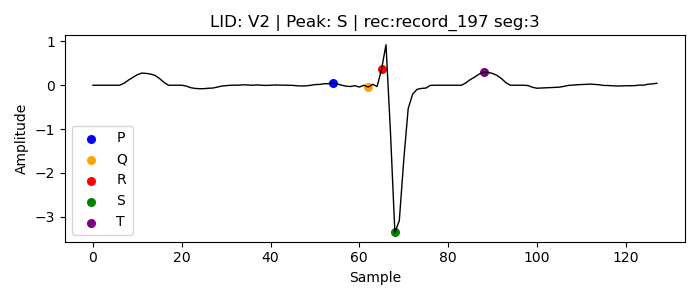 LID: V2 | Peak: S | rec:record_197 seg:3
Amplitude
1
0
−1
−2
−3
P
Q
R
S
T
0 20 40 60 80 100 120
Sample